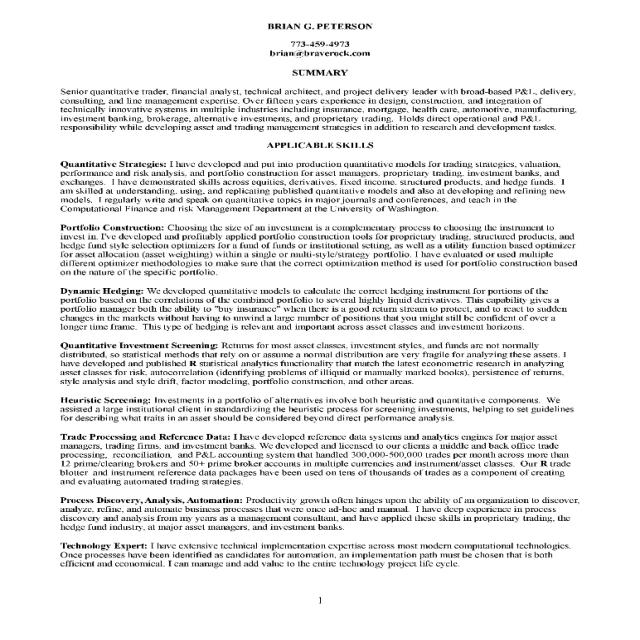 BRIAN G. PETERSON
773-459-4973
brian@braverock.com
SUMMARY
Senior quantitative trader, financial analyst, technical architect, and project delivery leader with broad-based P&L, delivery,
consulting, and line management expertise. Over fifteen years experience in design, construction, and integration of
technically innovative systems in multiple industries including insurance, mortgage, health care, automotive, manufacturing,
investment banking, brokerage, alternative investments, and proprietary trading. Holds direct operational and P&L
responsibility while developing asset and trading management strategies in addition to research and development tasks.
APPLICABLE SKILLS
Quantitative Strategies: I have developed and put into production quantitative models for trading strategies, valuation,
performance and risk analysis, and portfolio construction for asset managers, proprietary trading, investment banks, and
exchanges. I have demonstrated skills across equities, derivatives, fixed income, structured products, and hedge funds. I
am skilled at understanding, using, and replicating published quantitative models and also at developing and refining new
models. I regularly write and speak on quantitative topics in major journals and conferences, and teach in the
Computational Finance and risk Management Department at the University of Washington.
Portfolio Construction: Choosing the size of an investment is a complementary process to choosing the instrument to
invest in. I've developed and profitably applied portfolio construction tools for proprietary trading, structured products, and
hedge fund style selection optimizers for a fund of funds or institutional setting, as well as a utility function based optimizer
for asset allocation (asset weighting) within a single or multi-style/strategy portfolio. I have evaluated or used multiple
different optimizer methodologies to make sure that the correct optimization method is used for portfolio construction based
on the nature of the specific portfolio.
Dynamic Hedging: We developed quantitative models to calculate the correct hedging instrument for portions of the
portfolio based on the correlations of the combined portfolio to several highly liquid derivatives. This capability gives a
portfolio manager both the ability to "buy insurance" when there is a good return stream to protect, and to react to sudden
changes in the markets without having to unwind a large number of positions that you might still be confident of over a
longer time frame. This type of hedging is relevant and important across asset classes and investment horizons.
Quantitative Investment Screening: Returns for most asset classes, investment styles, and funds are not normally
distributed, so statistical methods that rely on or assume a normal distribution are very fragile for analyzing these assets. I
have developed and published R statistical analytics functionality that match the latest econometric research in analyzing
asset classes for risk, autocorrelation (identifying problems of illiquid or manually marked books), persistence of returns,
style analysis and style drift, factor modeling, portfolio construction, and other areas.
Heuristic Screening: Investments in a portfolio of alternatives involve both heuristic and quantitative components. We
assisted a large institutional client in standardizing the heuristic process for screening investments, helping to set guidelines
for describing what traits in an asset should be considered beyond direct performance analysis.
Trade Processing and Reference Data: I have developed reference data systems and analytics engines for major asset
managers, trading firms, and investment banks. We developed and licensed to our clients a middle and back office trade
processing, reconciliation, and P&L accounting system that handled 300,000-500,000 trades per month across more than
12 prime/clearing brokers and 50+ prime broker accounts in multiple currencies and instrument/asset classes. Our R trade
blotter and instrument reference data packages have been used on tens of thousands of trades as a component of creating
and evaluating automated trading strategies.
Process Discovery, Analysis, Automation: Productivity growth often hinges upon the ability of an organization to discover,
analyze, refine, and automate business processes that were once ad-hoc and manual. I have deep experience in process
discovery and analysis from my years as a management consultant, and have applied these skills in proprietary trading, the
hedge fund industry, at major asset managers, and investment banks.
Technology Expert: I have extensive technical implementation expertise across most modern computational technologies.
Once processes have been identified as candidates for automation, an implementation path must be chosen that is both
efficient and economical. I can manage and add value to the entire technology project life cycle.
1